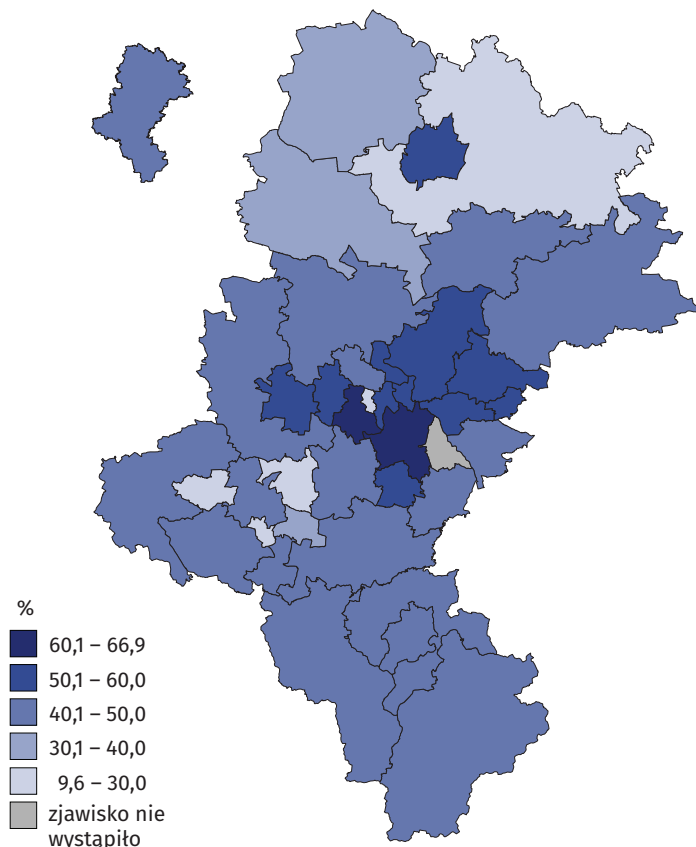 %
60,1 – 66,9
50,1 – 60,0
40,1 – 50,0
30,1 – 40,0
9,6 – 30,0
zjawisko nie
wystąpiło